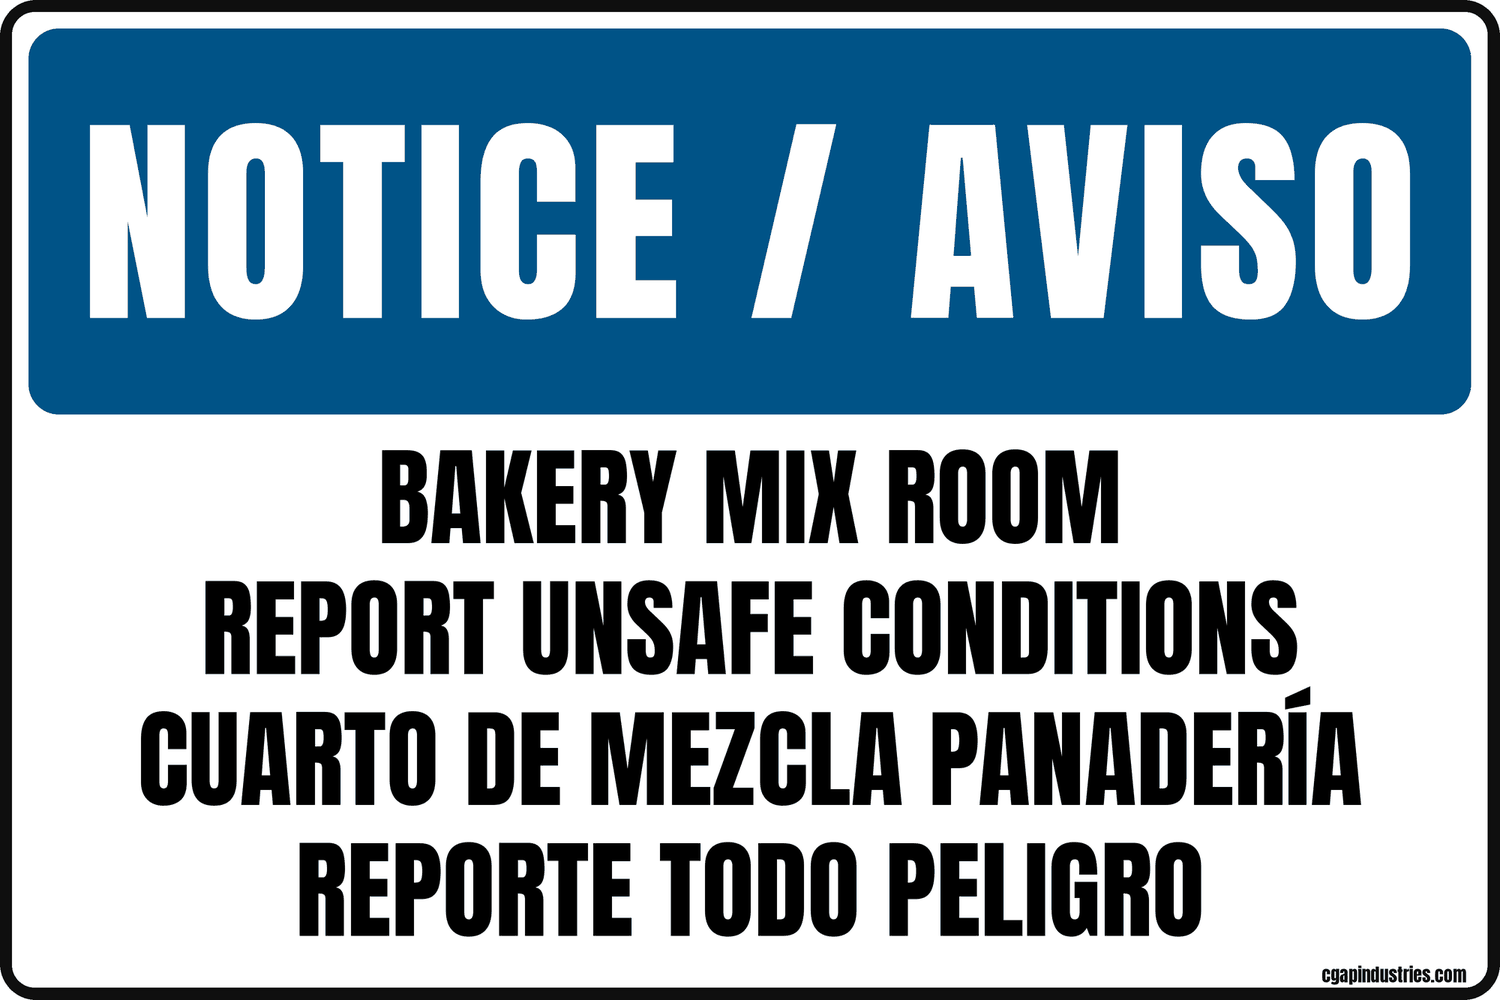 NOTICE / AVISO
BAKERY MIX ROOM
REPORT UNSAFE CONDITIONS
CUARTO DE MEZCLA PANADERÍA
REPORTE TODO PELIGRO
cgapindustries.com